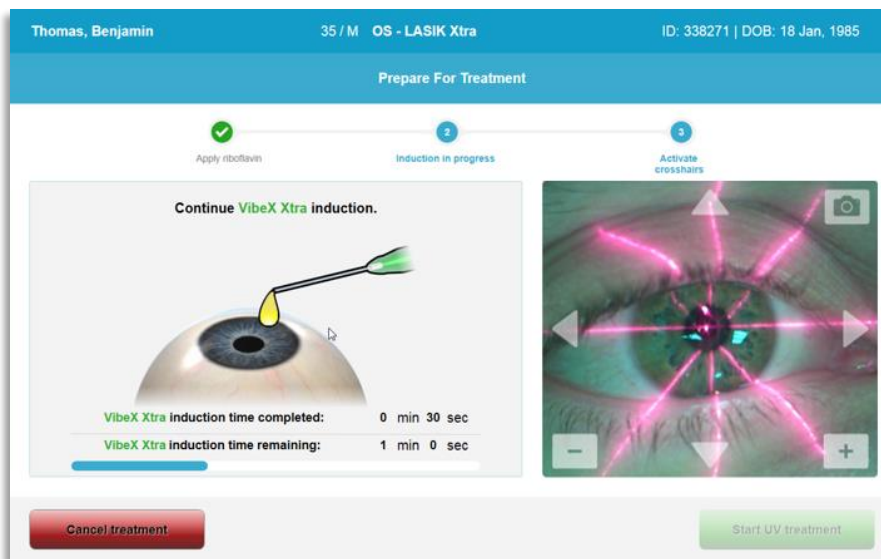 Thomas, Benjamin 35 / M OS - LASIK Xtra ID: 338271 | DOB: 18 Jan, 1985
Prepare For Treatment
2 3
Apply riboflavin Induction in progress Activate
crosshairs
Continue VibeX Xtra induction.
VibeX Xtra induction time completed: 0 min 30 sec
VibeX Xtra induction time remaining: 1 min 0 sec
Cancel treatment Start UV treatment